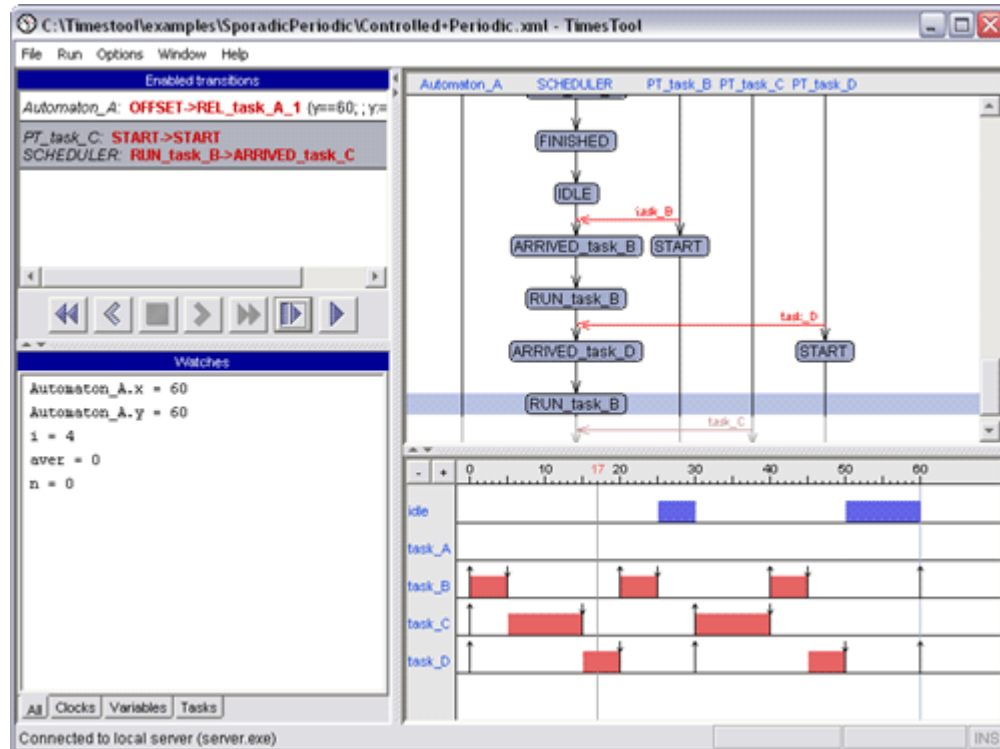 C:\Timestool\examples\SporadicPeriodic\Controlled+Periodic.xml - TimesTool
File Run Options Window Help
Enabled transitions
Automaton_A: OFFSET->REL_task_A_1 (y==60; ; y:=
PT_task_C: START->START
SCHEDULER: RUN_task_B->ARRIVED_task_C
Watches
Automaton_A.x = 60
Automaton_A.y = 60
i = 4
aver = 0
n = 0
All Clocks Variables Tasks
Automaton_A SCHEDULER PT_task_B PT_task_C PT_task_D
FINISHED
IDLE
task_B
ARRIVED_task_B START
RUN_task_B
task_D
ARRIVED_task_D START
RUN_task_B
task_C
- + 0 10 17 20 30 40 50 60
idle
task_A
task_B
task_C
task_D
Connected to local server (server.exe) INS